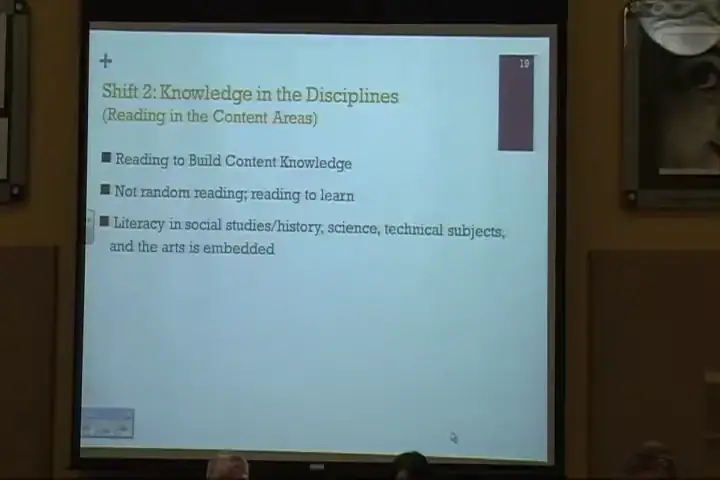 +
19
Shift 2: Knowledge in the Disciplines
(Reading in the Content Areas)
Reading to Build Content Knowledge
Not random reading; reading to learn
Literacy in social studies/history, science, technical subjects,
and the arts is embedded